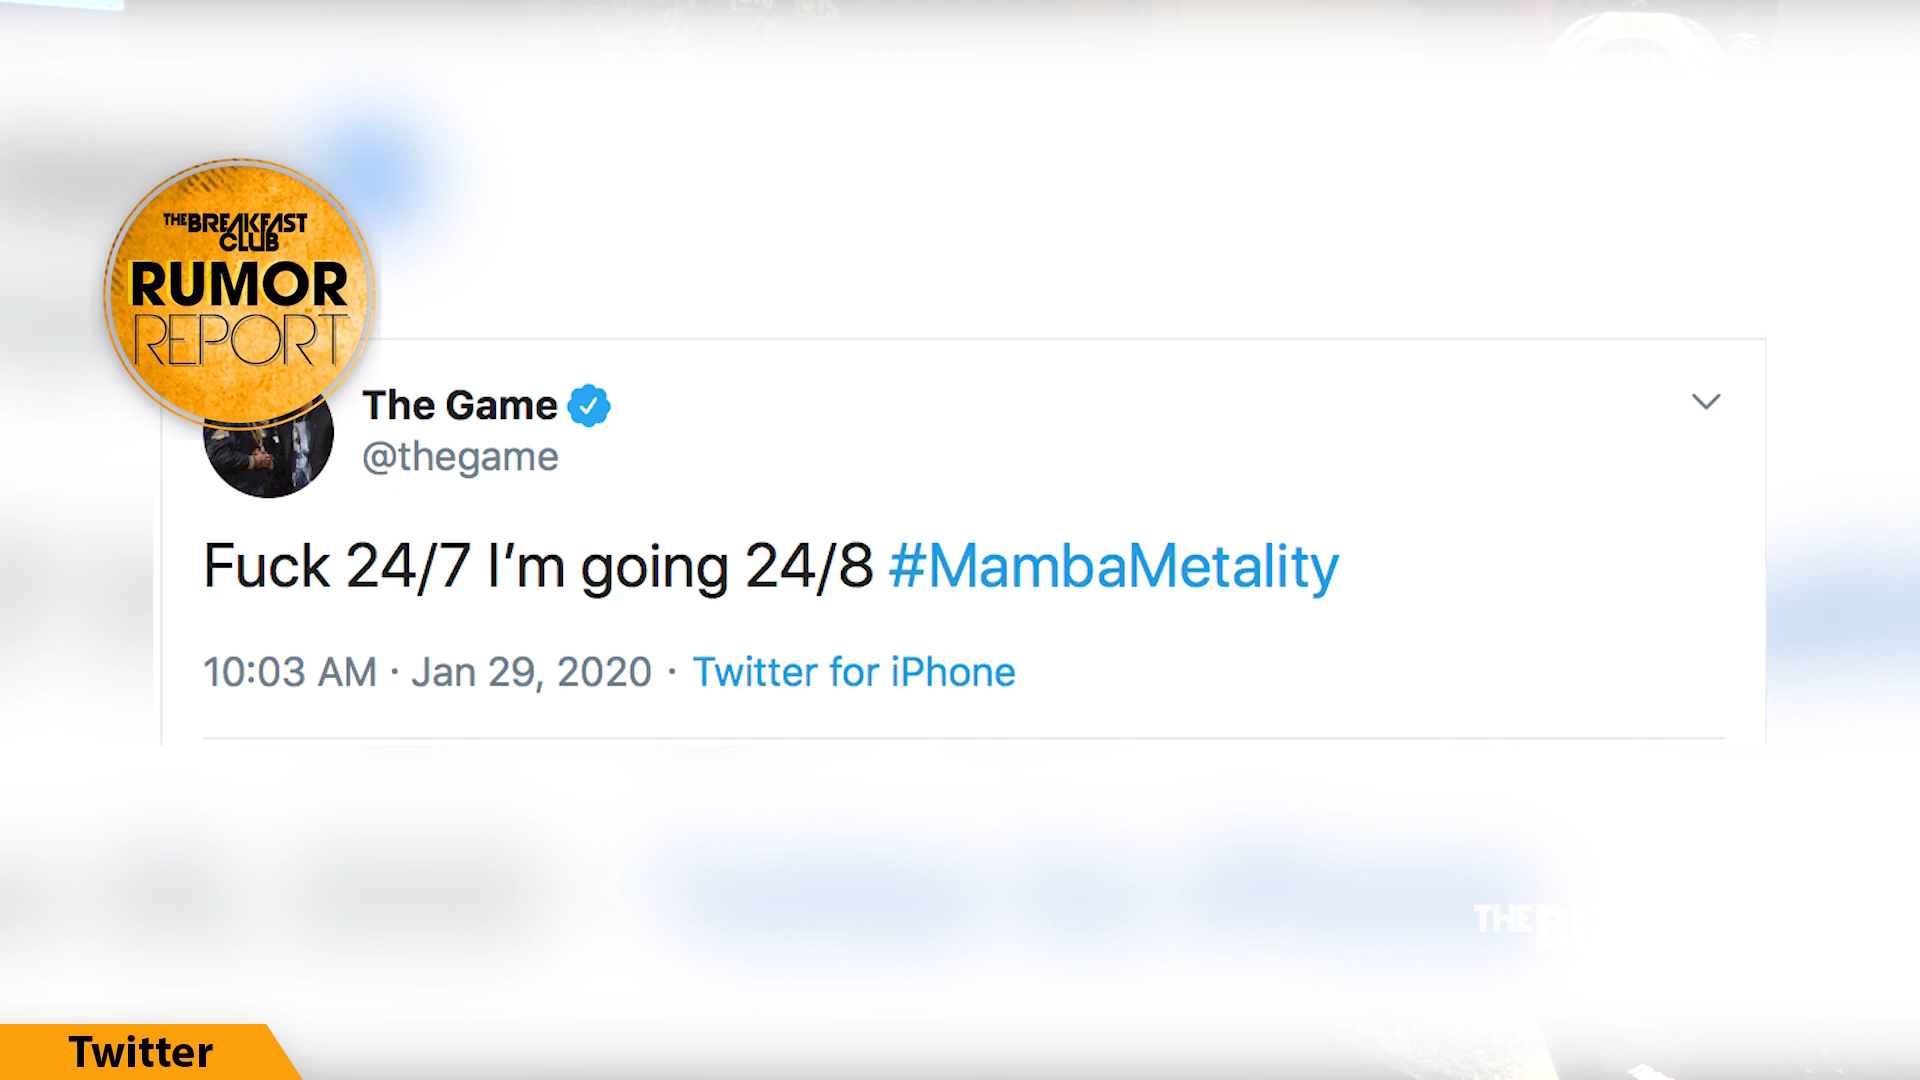 THE BREAKFAST
CLUB
RUMOR
REPORT
The Game
@thegame
Fuck 24/7 I'm going 24/8 #MambaMetality
10:03 AM · Jan 29, 2020 · Twitter for iPhone
THE
Twitter